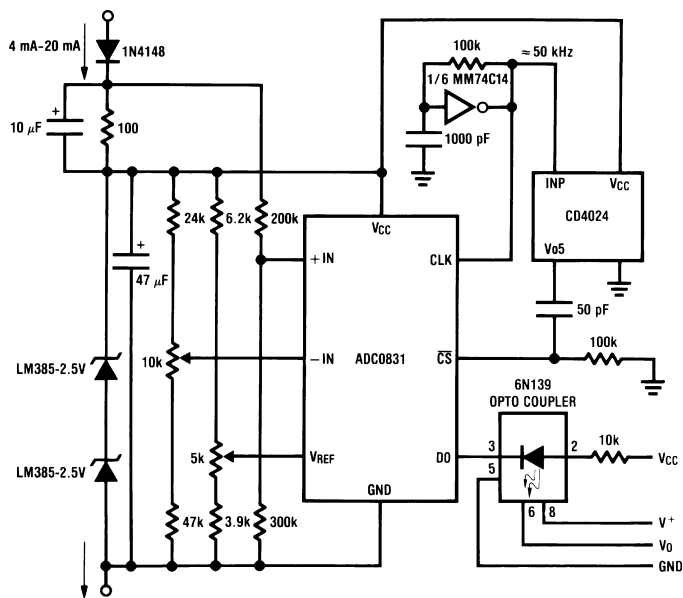 4 mA-20 mA
1N4148
100k
≈50 kHz
1/6 MM74C14
10 µF
+
100
1000 pF
INP
VCC
CD4024
Vo5
24k
6.2k
200k
VCC
+IN
CLK
+
47 µF
50 pF
LM385-2.5V
10k
−IN
ADC0831
CS
100k
6N139
OPTO COUPLER
LM385-2.5V
5k
VREF
DO
3
2
10k
VCC
5
GND
47k
3.9k
300k
6
8
V+
VO
GND